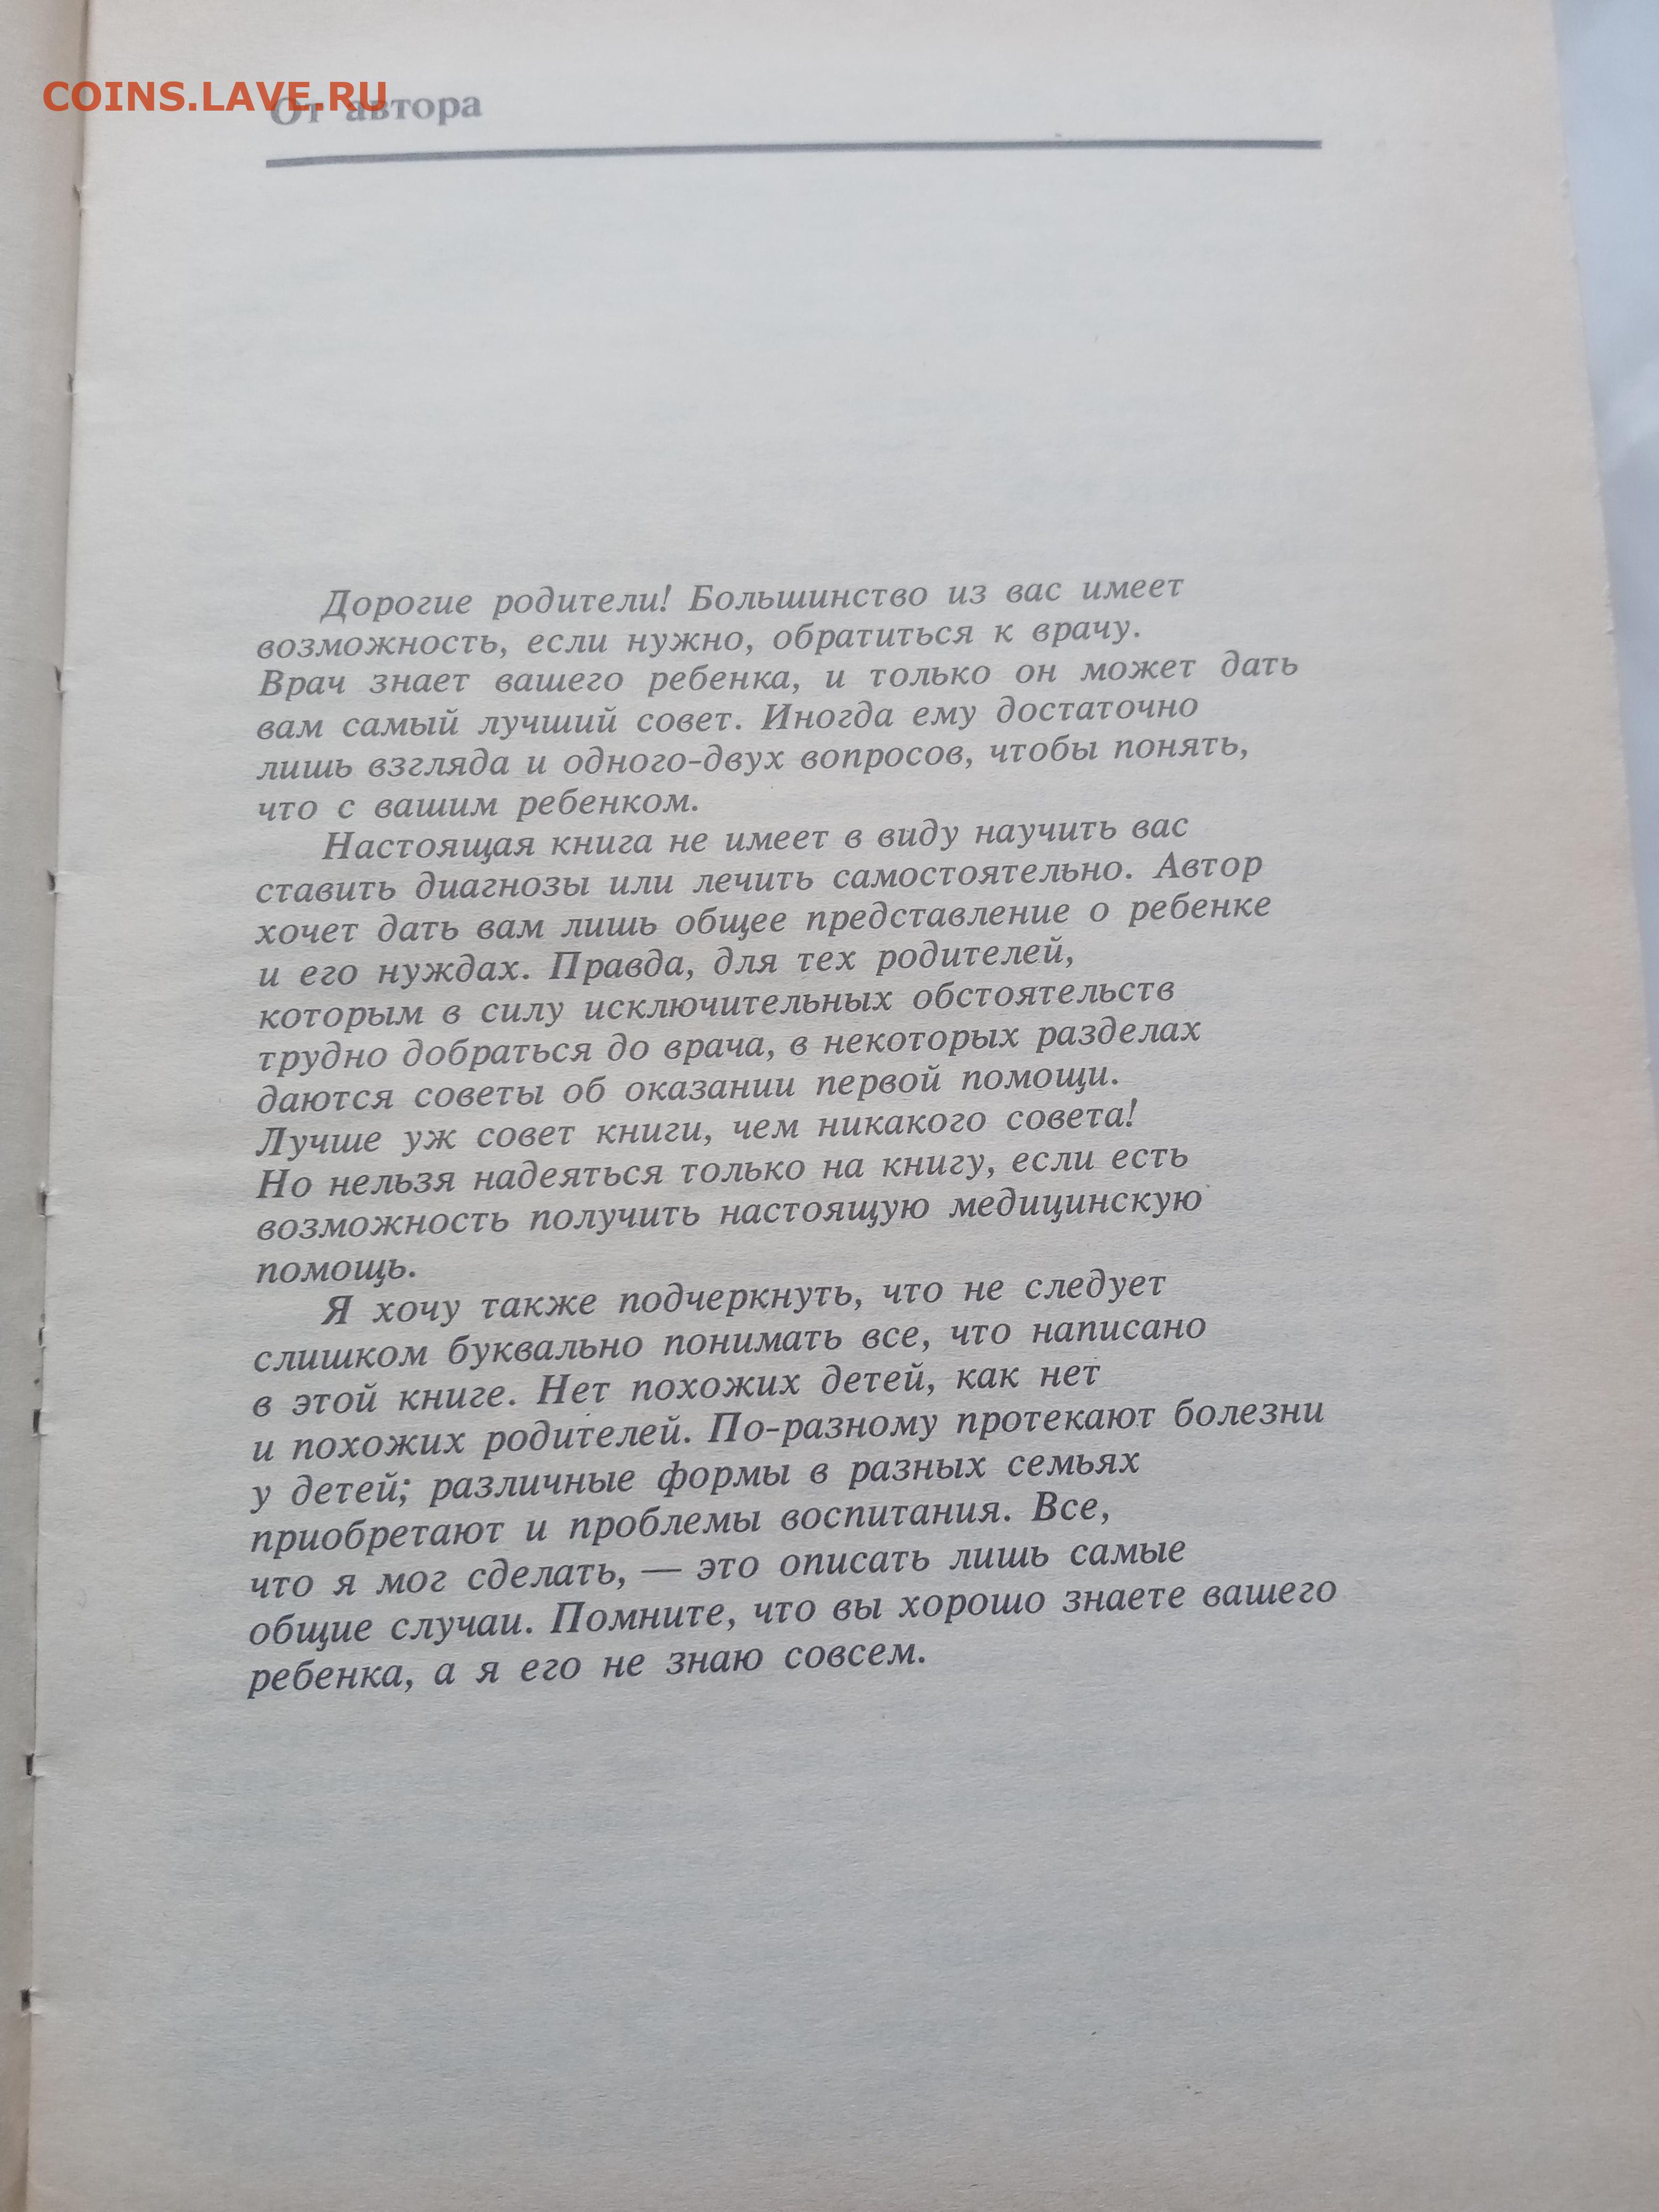 COINS.LAVE.RU
От автора
Дорогие родители! Большинство из вас имеет
возможность, если нужно, обратиться к врачу.
Врач знает вашего ребенка, и только он может дать
вам самый лучший совет. Иногда ему достаточно
лишь взгляда и одного-двух вопросов, чтобы понять,
что с вашим ребенком.
Настоящая книга не имеет в виду научить вас
ставить диагнозы или лечить самостоятельно. Автор
хочет дать вам лишь общее представление о ребенке
и его нуждах. Правда, для тех родителей,
которым в силу исключительных обстоятельств
трудно добраться до врача, в некоторых разделах
даются советы об оказании первой помощи.
Лучше уж совет книги, чем никакого совета!
Но нельзя надеяться только на книгу, если есть
возможность получить настоящую медицинскую
помощь.
Я хочу также подчеркнуть, что не следует
слишком буквально понимать все, что написано
в этой книге. Нет похожих детей, как нет
и похожих родителей. По-разному протекают болезни
у детей; различные формы в разных семьях
приобретают и проблемы воспитания. Все,
что я мог сделать, — это описать лишь самые
общие случаи. Помните, что вы хорошо знаете вашего
ребенка, а я его не знаю совсем.